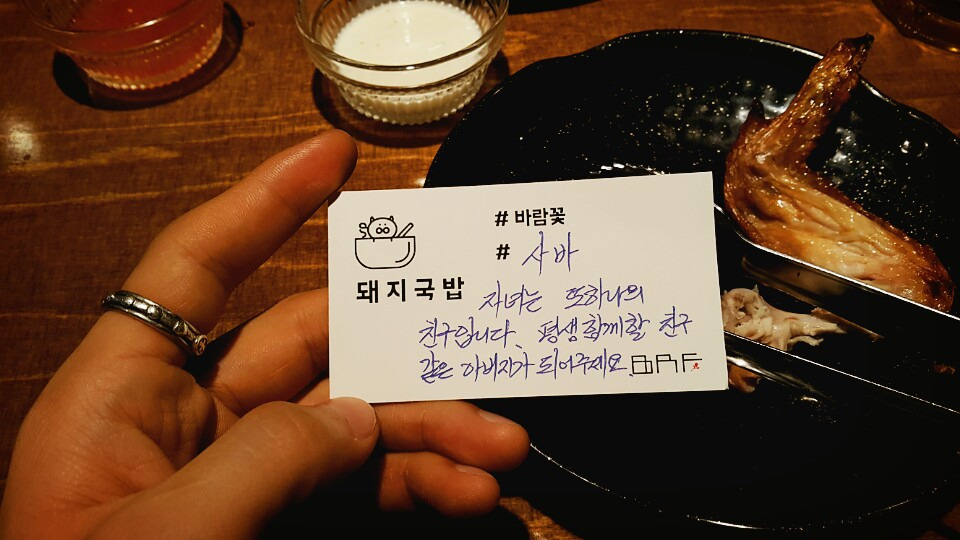 # 바람꽃
# 사바
돼지국밥
자녀는 또하나의
친구입니다. 평생함께할 친구
같은 아버지가 되어주세요.
BAF